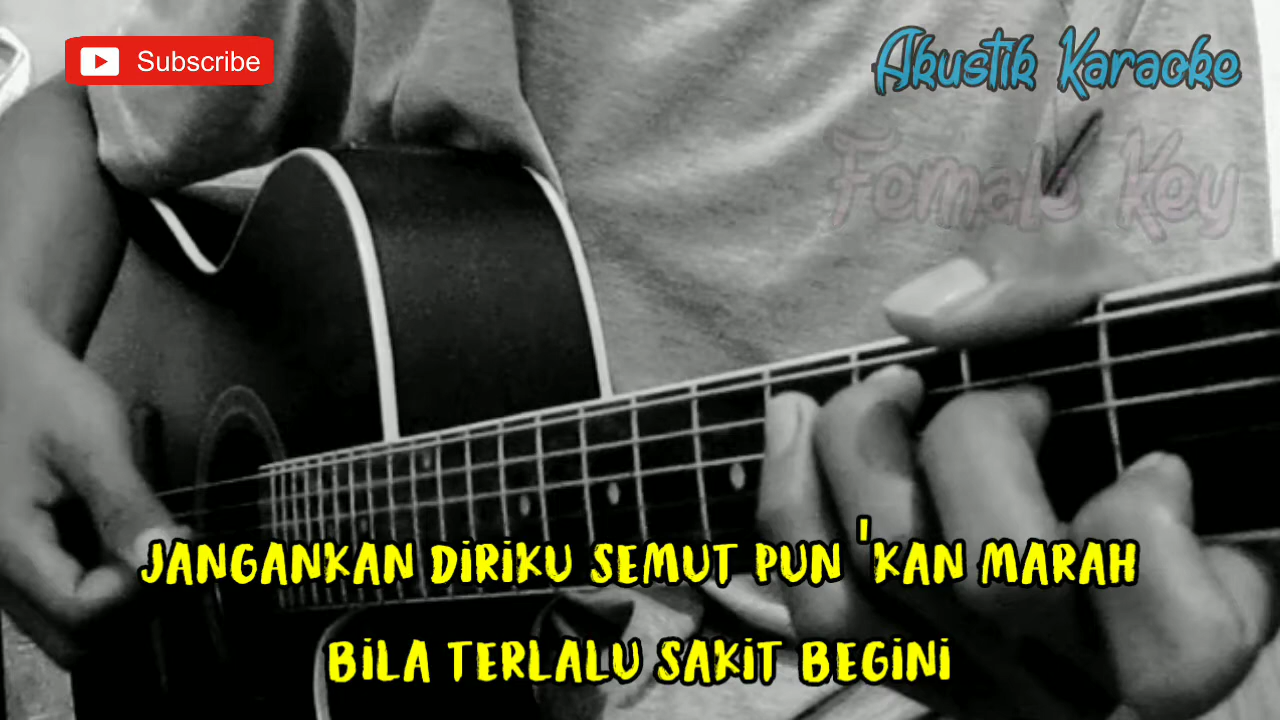 Subscribe
Akustik Karaoke
Female Key
JANGANKAN DiRiKU SEMUT PUN 'KAN MARAH
BiLA TERLALU SAKiT BEGiNi